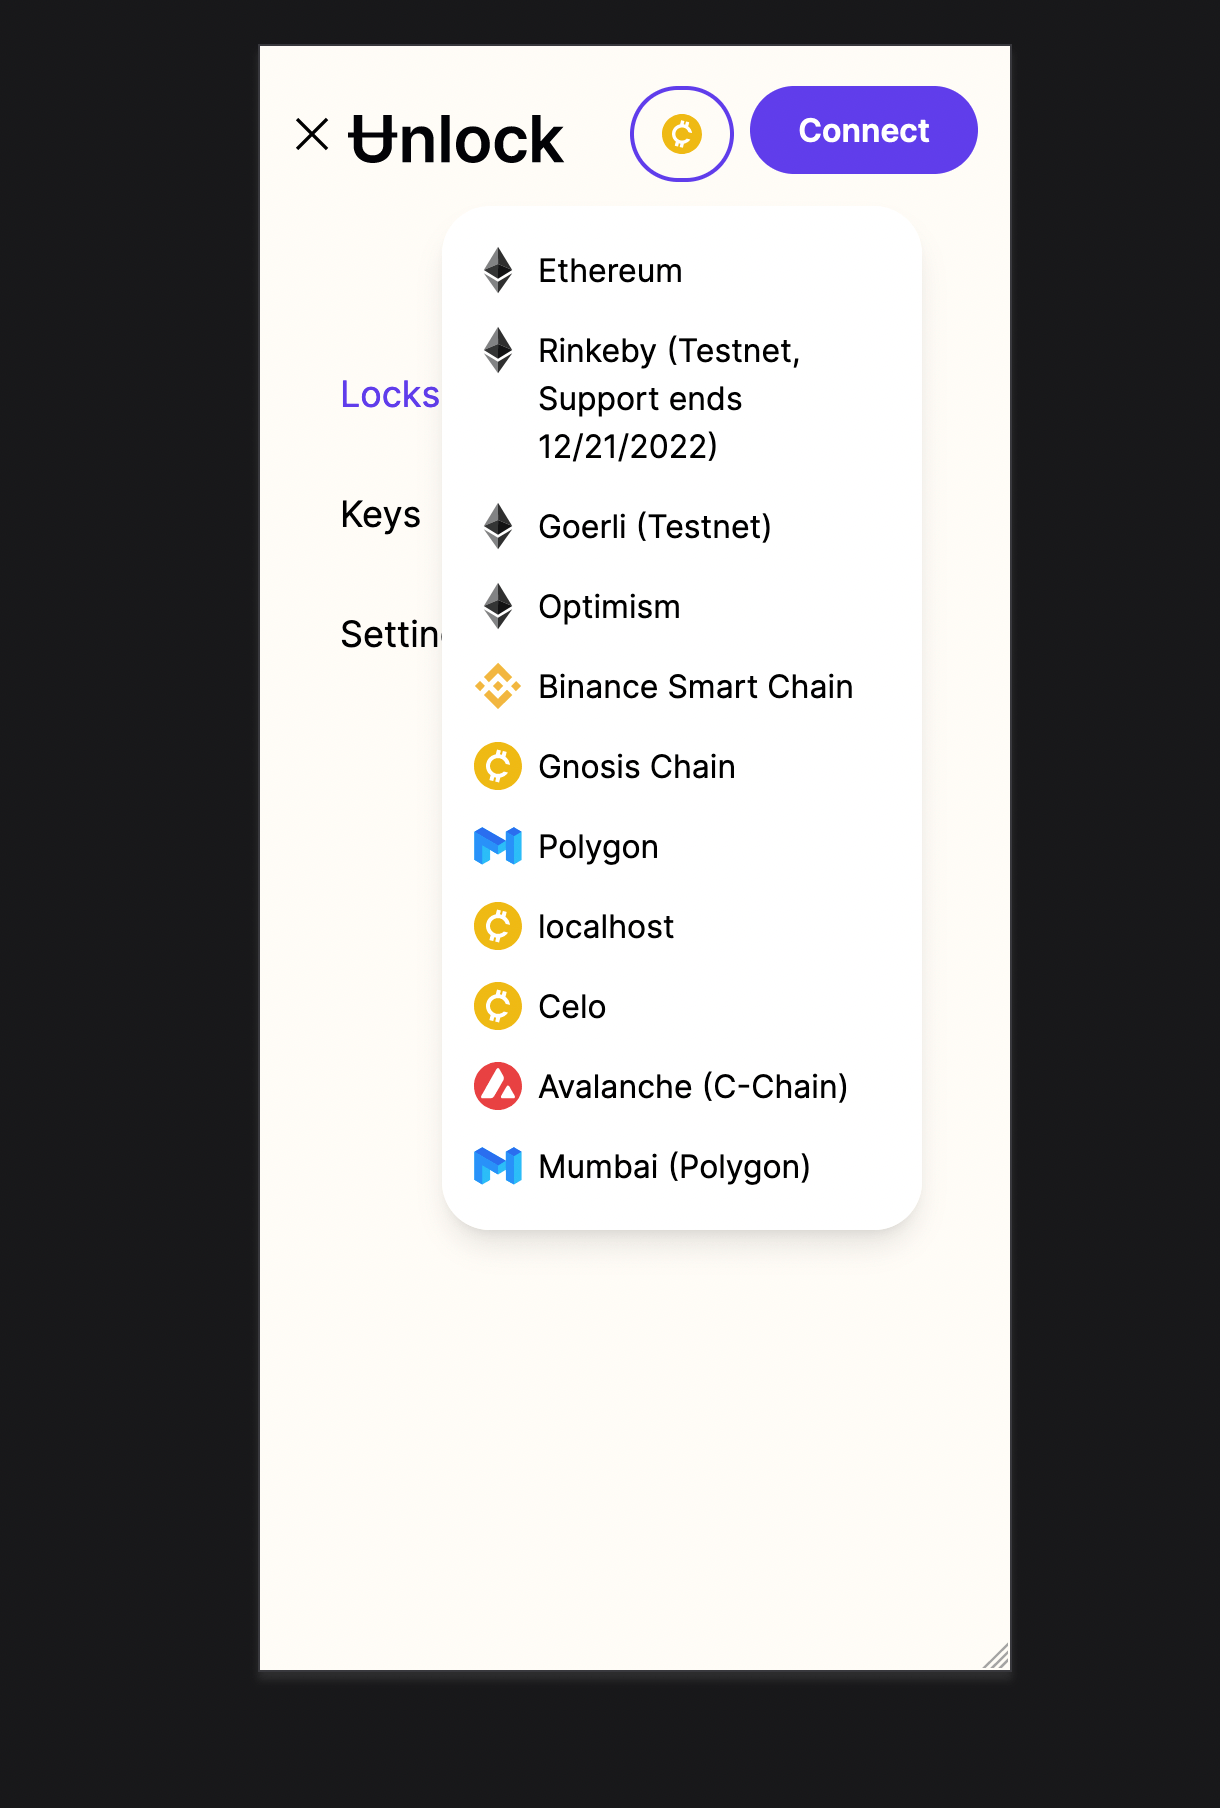 Unlock
Connect
Ethereum
Rinkeby (Testnet,
Support ends
12/21/2022)
Locks
Keys
Goerli (Testnet)
Optimism
Settin
Binance Smart Chain
Gnosis Chain
Polygon
localhost
Celo
Avalanche (C-Chain)
Mumbai (Polygon)